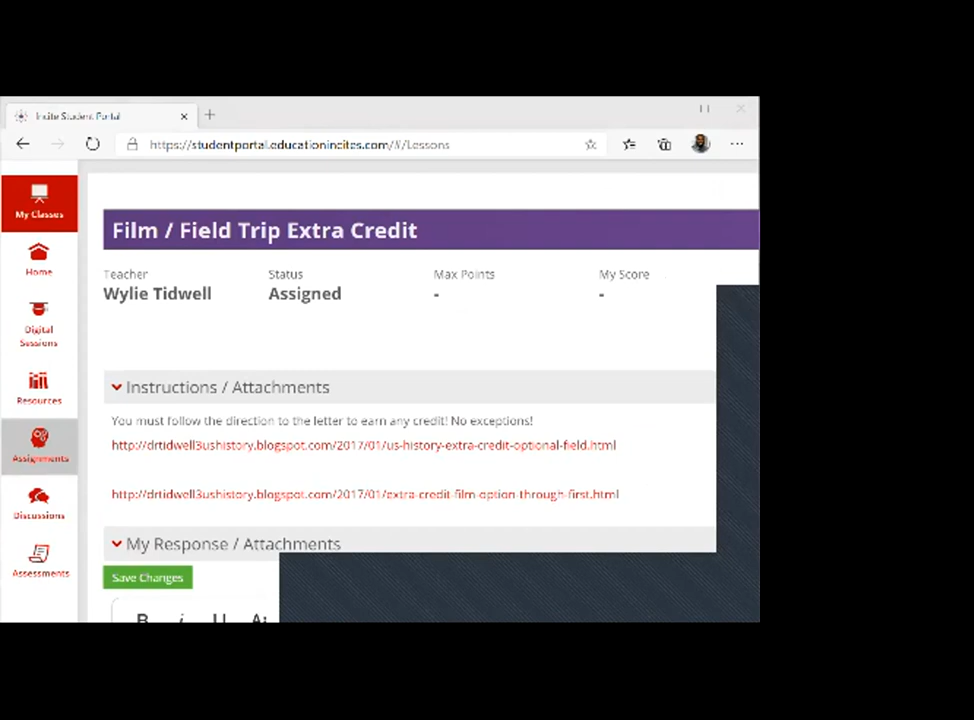 Incite Student Portal
https://studentportal.educationincites.com/#/Lessons
My Classes
Home
Digital
Sessions
Resources
Assignments
Discussions
Assessments
Film / Field Trip Extra Credit
Teacher
Status
Max Points
My Score
Wylie Tidwell
Assigned
-
-
Instructions / Attachments
You must follow the direction to the letter to earn any credit! No exceptions!
http://drtidwell3ushistory.blogspot.com/2017/01/us-history-extra-credit-optional-field.html
http://drtidwell3ushistory.blogspot.com/2017/01/extra-credit-film-option-through-first.html
My Response / Attachments
Save Changes
B i U